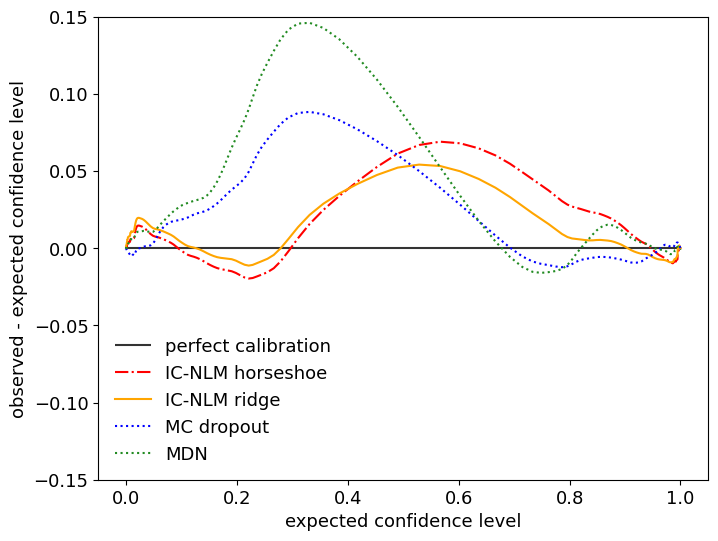 0.15
0.10
0.05
0.00
−0.05
−0.10
−0.15
observed - expected confidence level
perfect calibration
IC-NLM horseshoe
IC-NLM ridge
MC dropout
MDN
0.0 0.2 0.4 0.6 0.8 1.0
expected confidence level